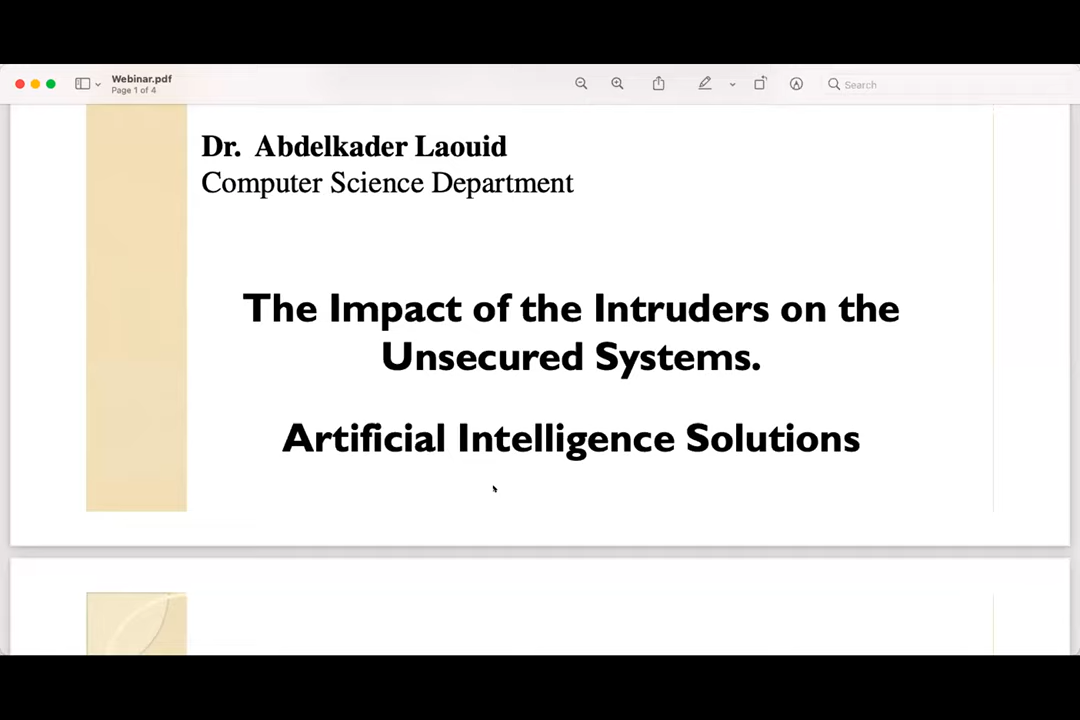 Webinar.pdf
Page 1 of 4
Search
Dr. Abdelkader Laouid
Computer Science Department
The Impact of the Intruders on the
Unsecured Systems.
Artificial Intelligence Solutions